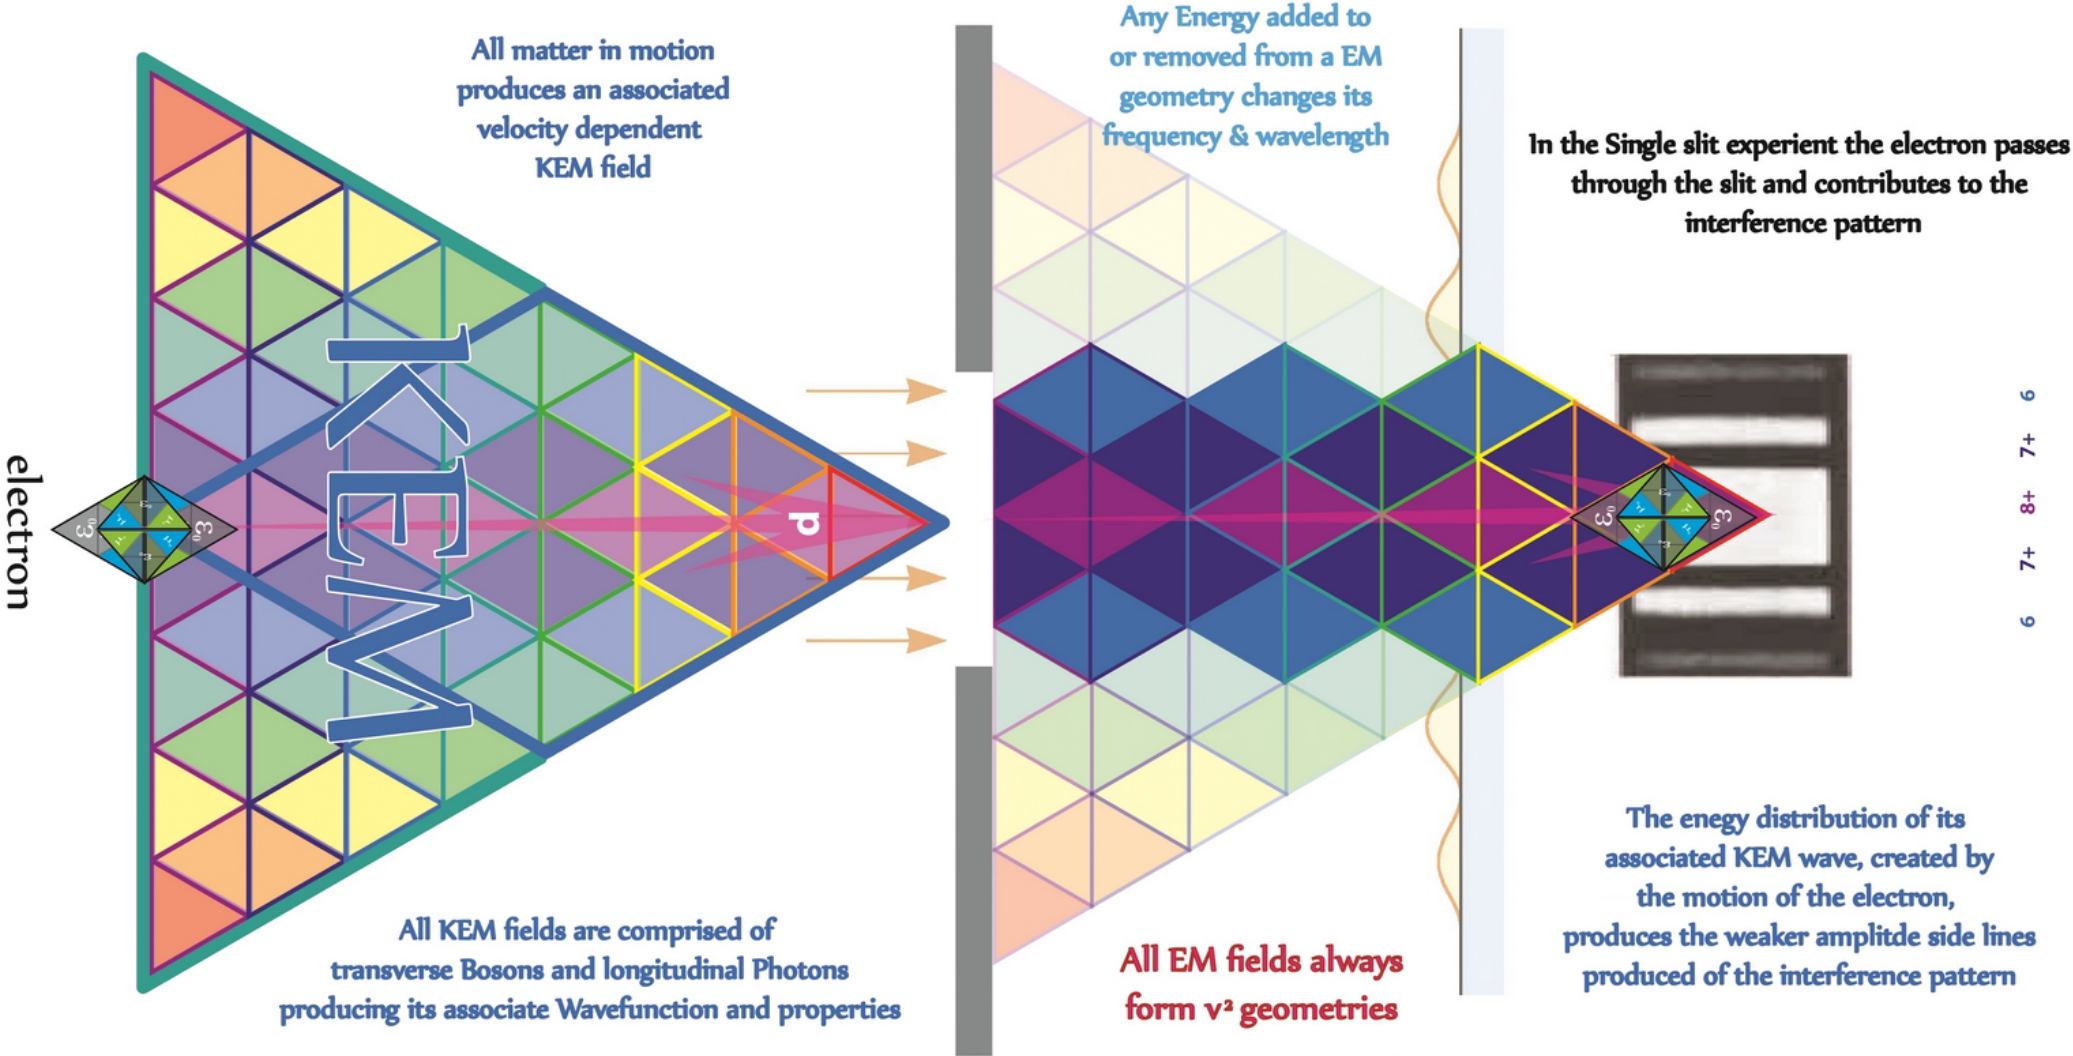 All matter in motion
produces an associated
velocity dependent
KEM field
Any Energy added to
or removed from a EM
geometry changes its
frequency & wavelength
In the Single slit experient the electron passes
through the slit and contributes to the
interference pattern
electron
KEM
d
ε₀
ε₀
ε₀
ε₀
6
7+
8+
7+
6
All KEM fields are comprised of
transverse Bosons and longitudinal Photons
producing its associate Wavefunction and properties
All EM fields always
form v² geometries
The enegy distribution of its
associated KEM wave, created by
the motion of the electron,
produces the weaker amplitde side lines
produced of the interference pattern